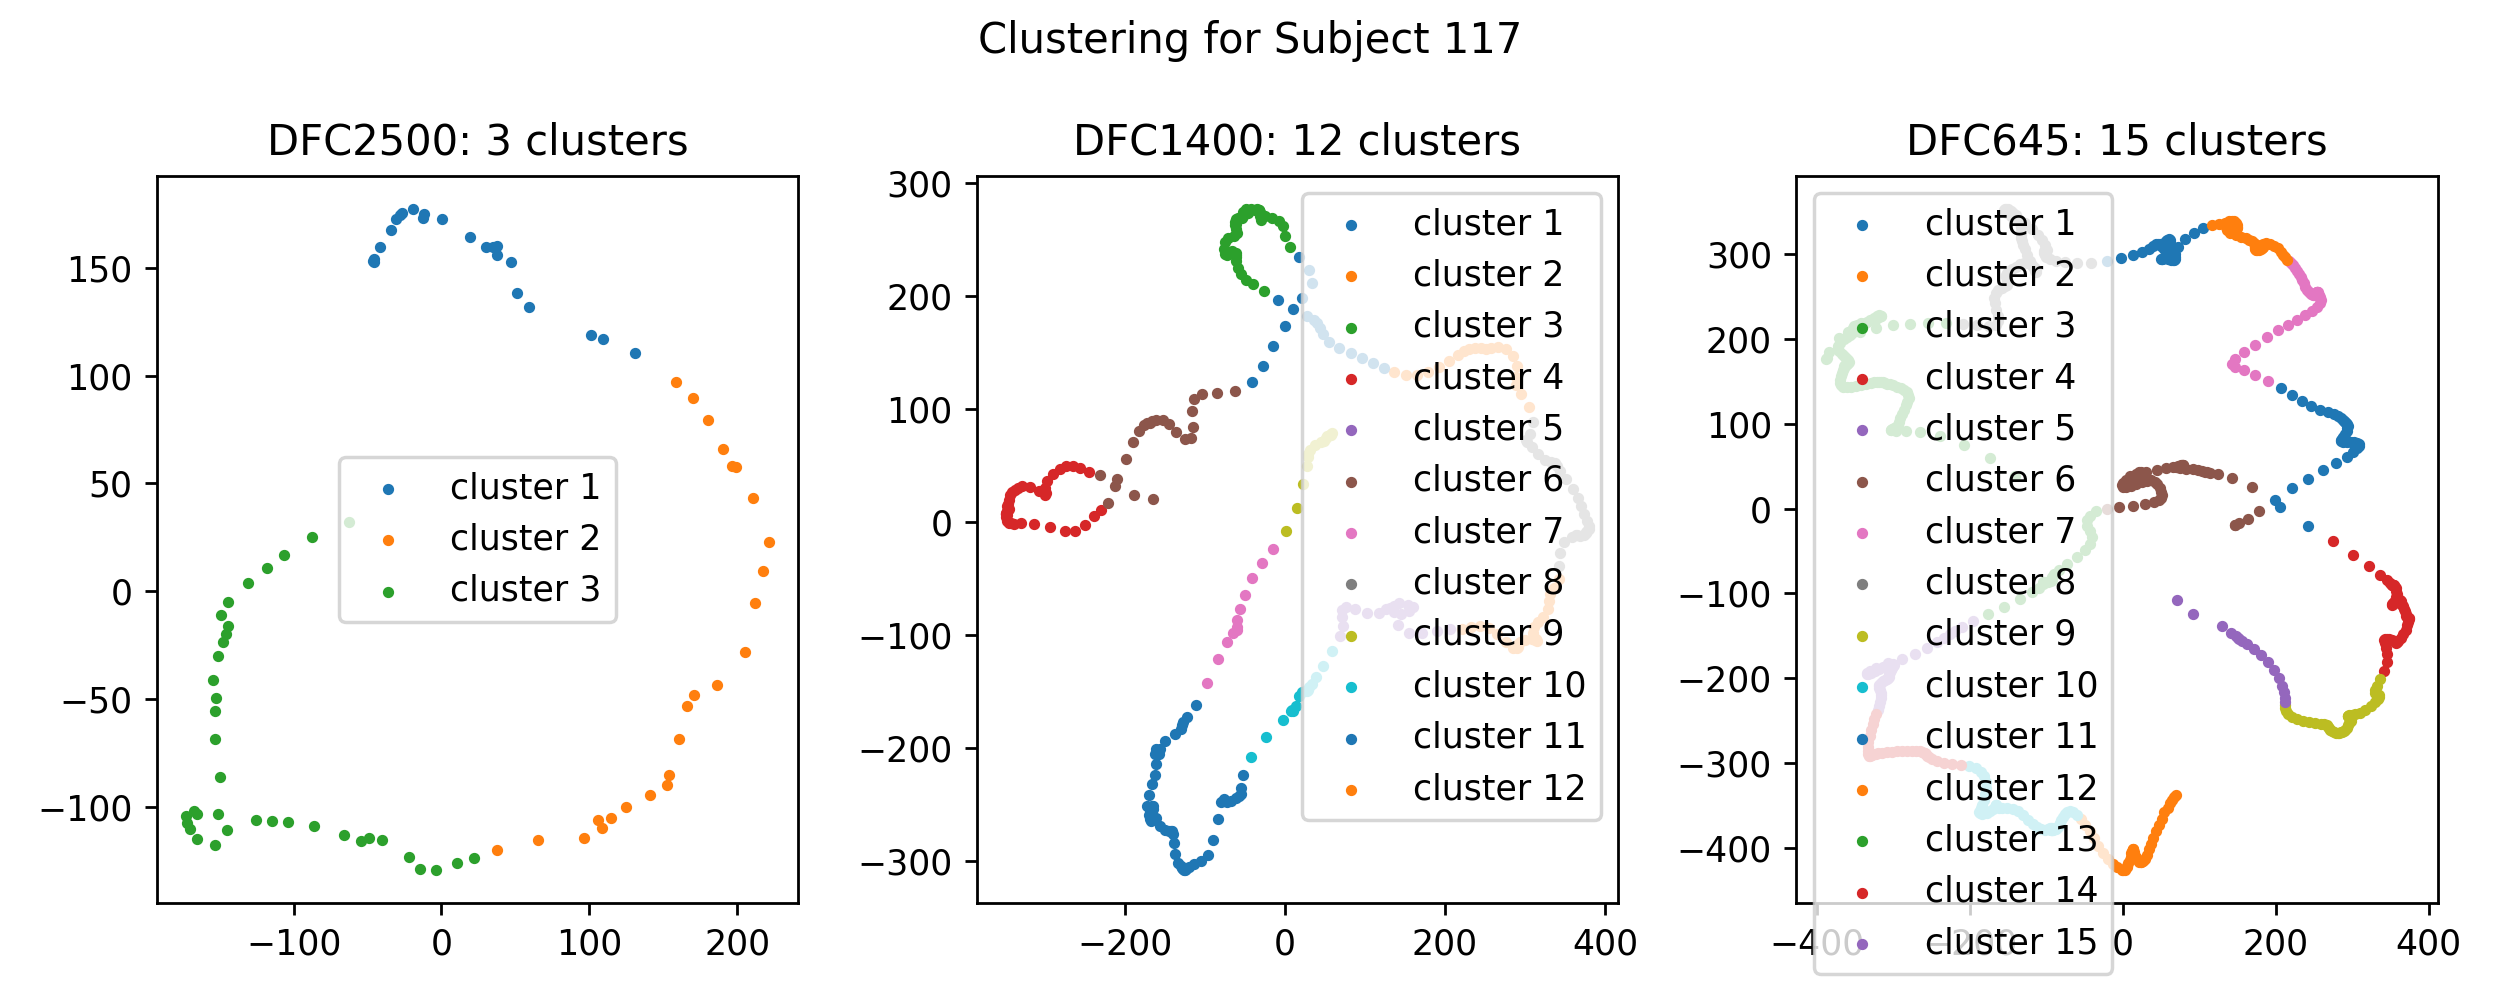 Clustering for Subject 117
DFC2500: 3 clusters
150
100
50
0
−50
−100
−100
0
100
200
cluster 1
cluster 2
cluster 3
DFC1400: 12 clusters
300
200
100
0
−100
−200
−300
−200
0
200
400
cluster 1
cluster 2
cluster 3
cluster 4
cluster 5
cluster 6
cluster 7
cluster 8
cluster 9
cluster 10
cluster 11
cluster 12
DFC645: 15 clusters
300
200
100
0
−100
−200
−300
−400
−400
−200
0
200
400
cluster 1
cluster 2
cluster 3
cluster 4
cluster 5
cluster 6
cluster 7
cluster 8
cluster 9
cluster 10
cluster 11
cluster 12
cluster 13
cluster 14
cluster 15